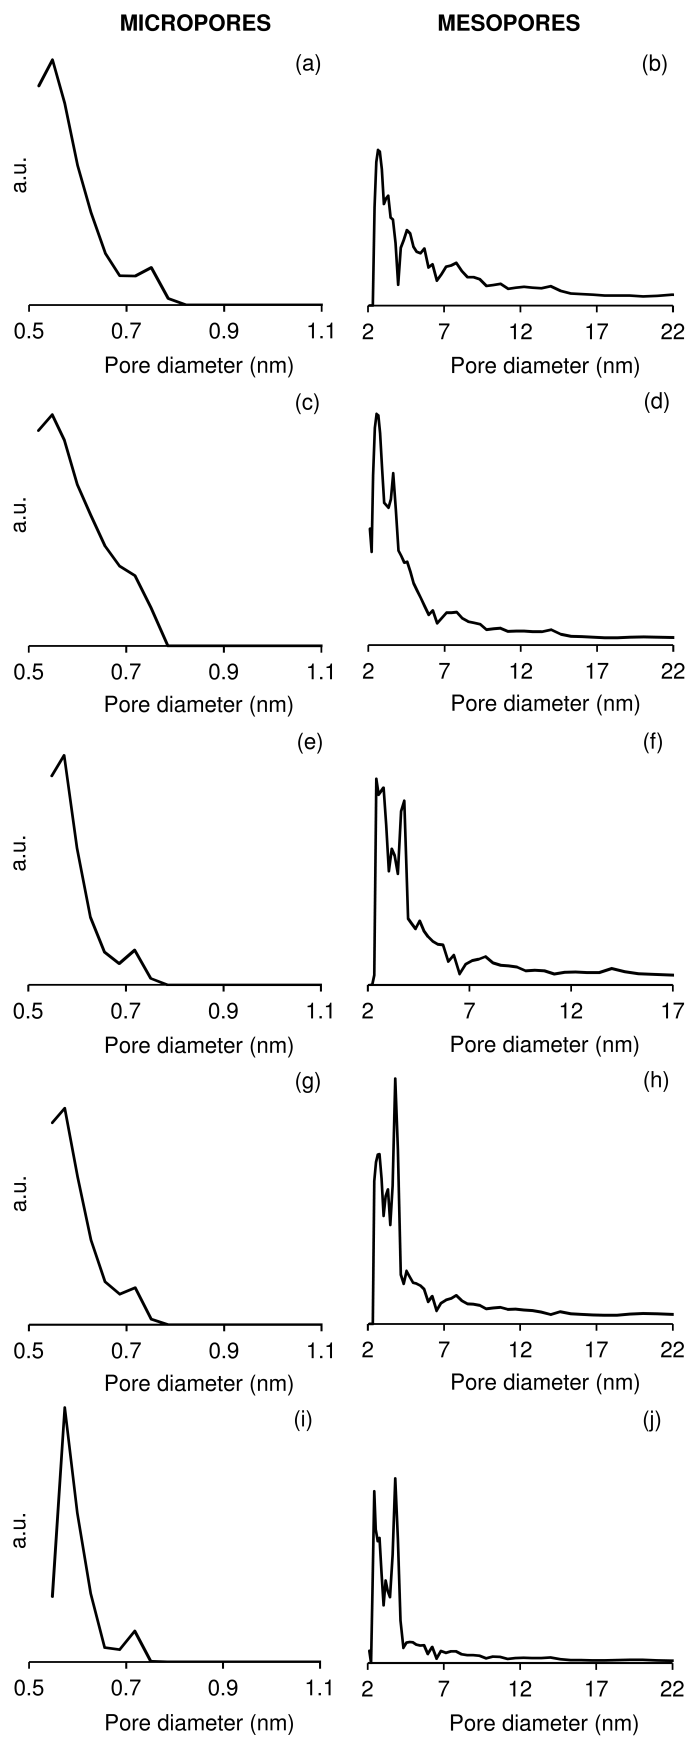 MICROPORES MESOPORES
(a) (b)
a.u.
0.5 0.7 0.9 1.1 2 7 12 17 22
Pore diameter (nm) Pore diameter (nm)
(c) (d)
a.u.
0.5 0.7 0.9 1.1 2 7 12 17 22
Pore diameter (nm) Pore diameter (nm)
(e) (f)
a.u.
0.5 0.7 0.9 1.1 2 7 12 17
Pore diameter (nm) Pore diameter (nm)
(g) (h)
a.u.
0.5 0.7 0.9 1.1 2 7 12 17 22
Pore diameter (nm) Pore diameter (nm)
(i) (j)
a.u.
0.5 0.7 0.9 1.1 2 7 12 17 22
Pore diameter (nm) Pore diameter (nm)